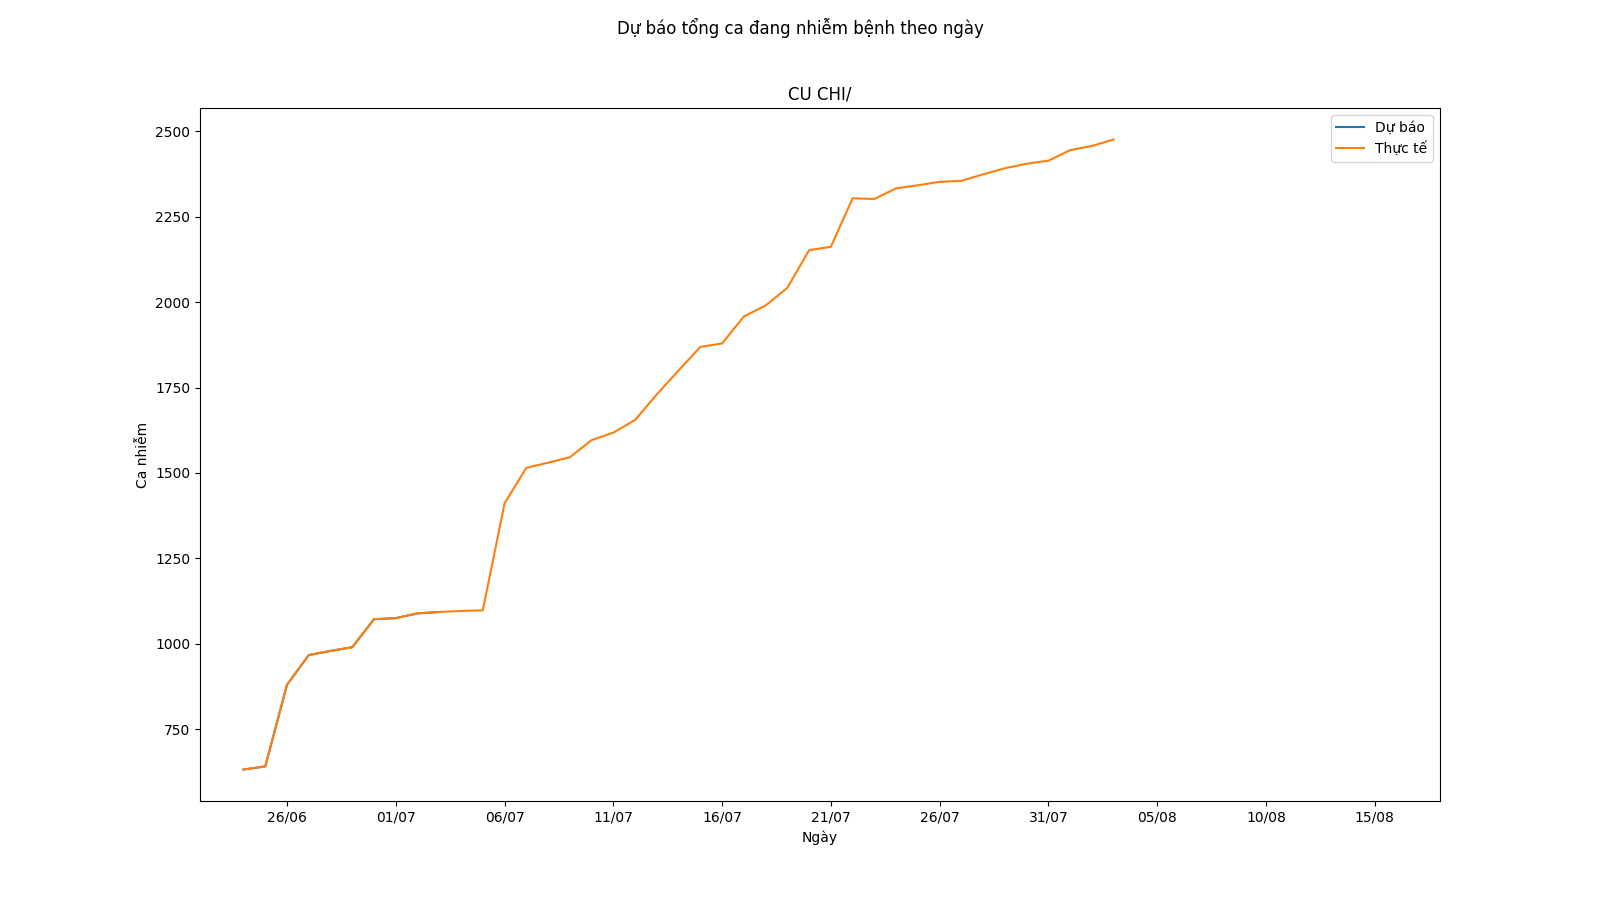 Dự báo tổng ca đang nhiễm bệnh theo ngày
CU CHI/
Dự báo
Thực tế
2500
2250
2000
1750
1500
1250
1000
750
Ca nhiễm
26/06 01/07 06/07 11/07 16/07 21/07 26/07 31/07 05/08 10/08 15/08
Ngày